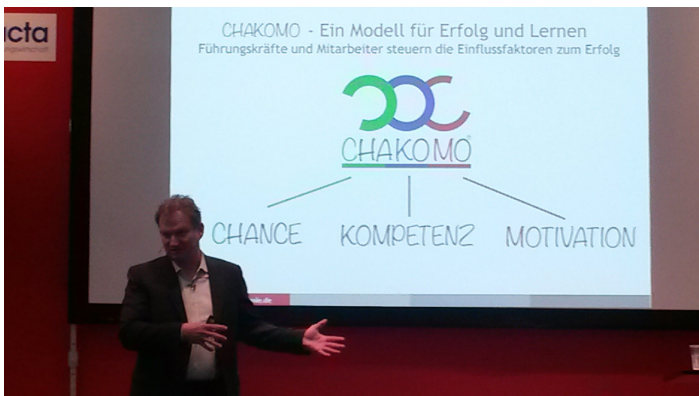 acta
CHAKOMO - Ein Modell für Erfolg und Lernen
Führungskräfte und Mitarbeiter steuern die Einflussfaktoren zum Erfolg
CHAKOMO®
CHANCE KOMPETENZ MOTIVATION